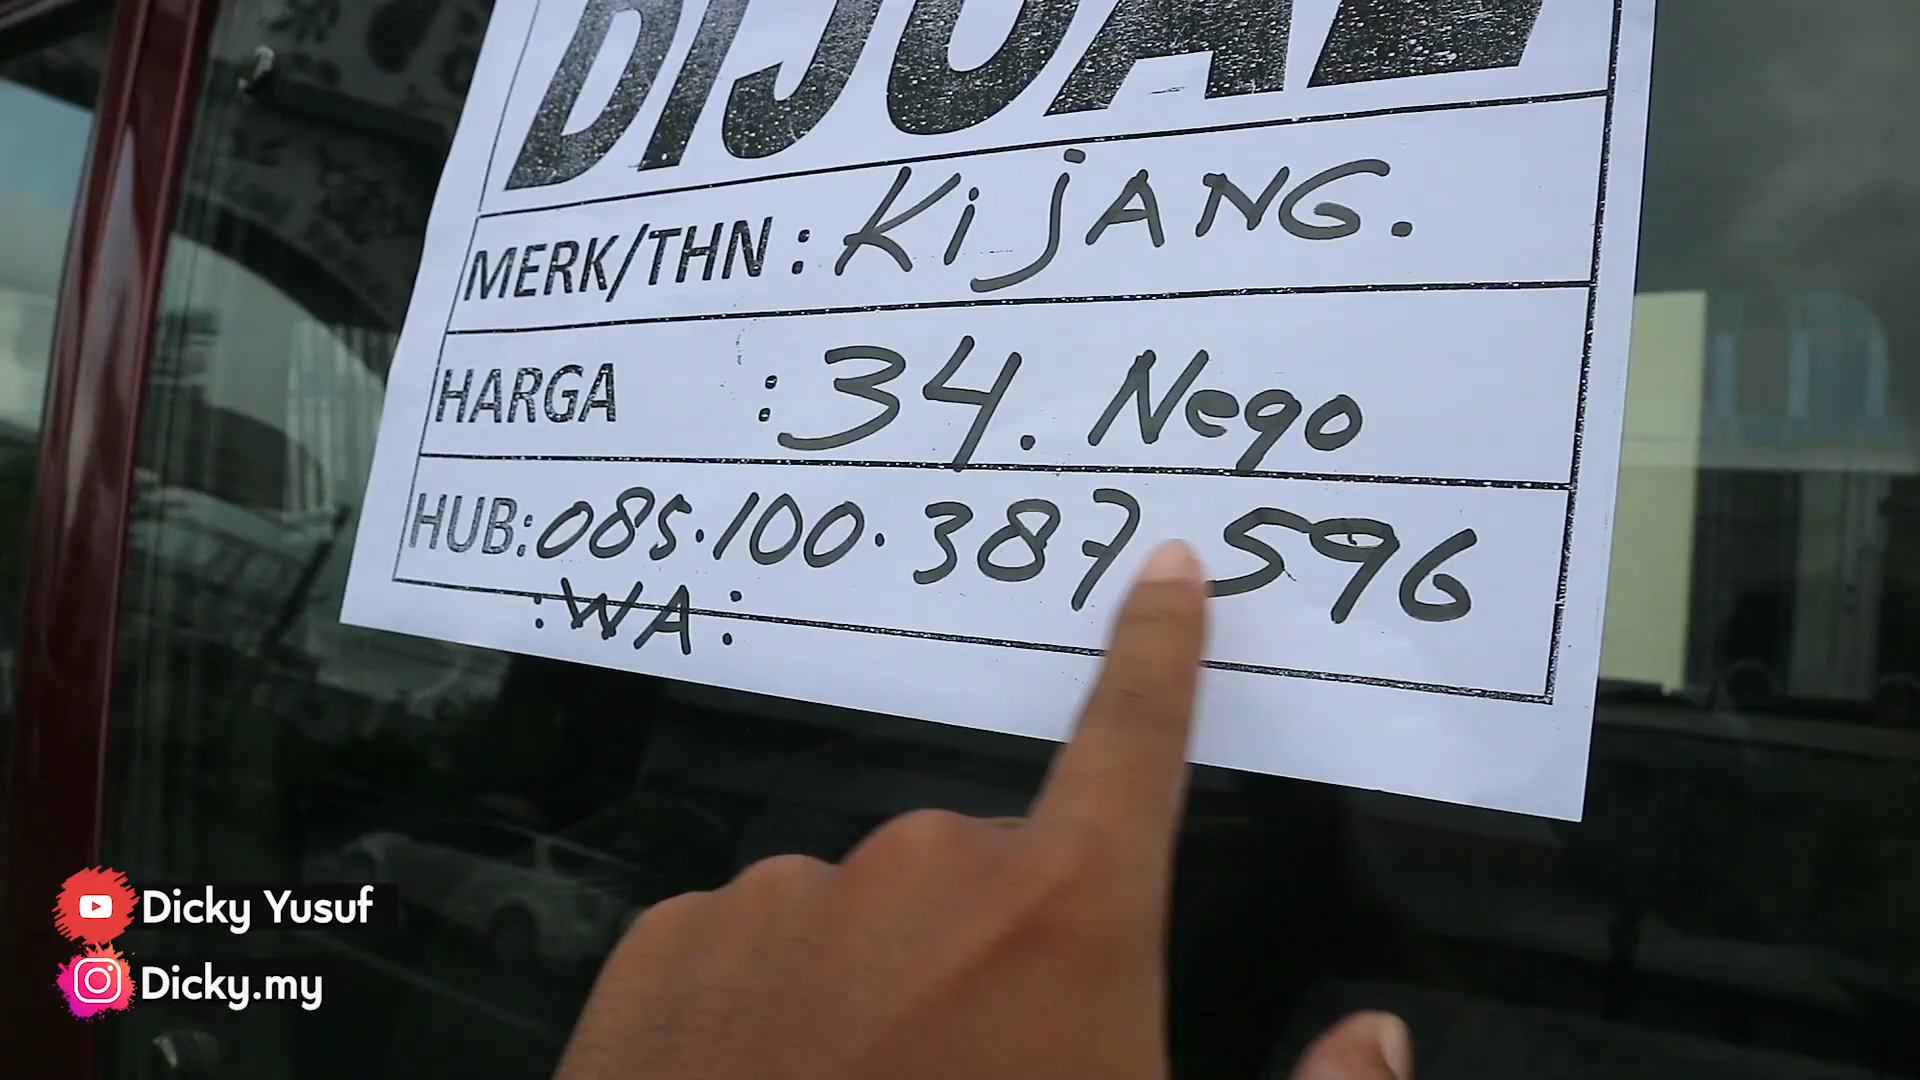 DIJUAL
MERK/THN : KijANG.
HARGA : 34. Nego
HUB: 085.100.387 596
: WA :
Dicky Yusuf
Dicky.my